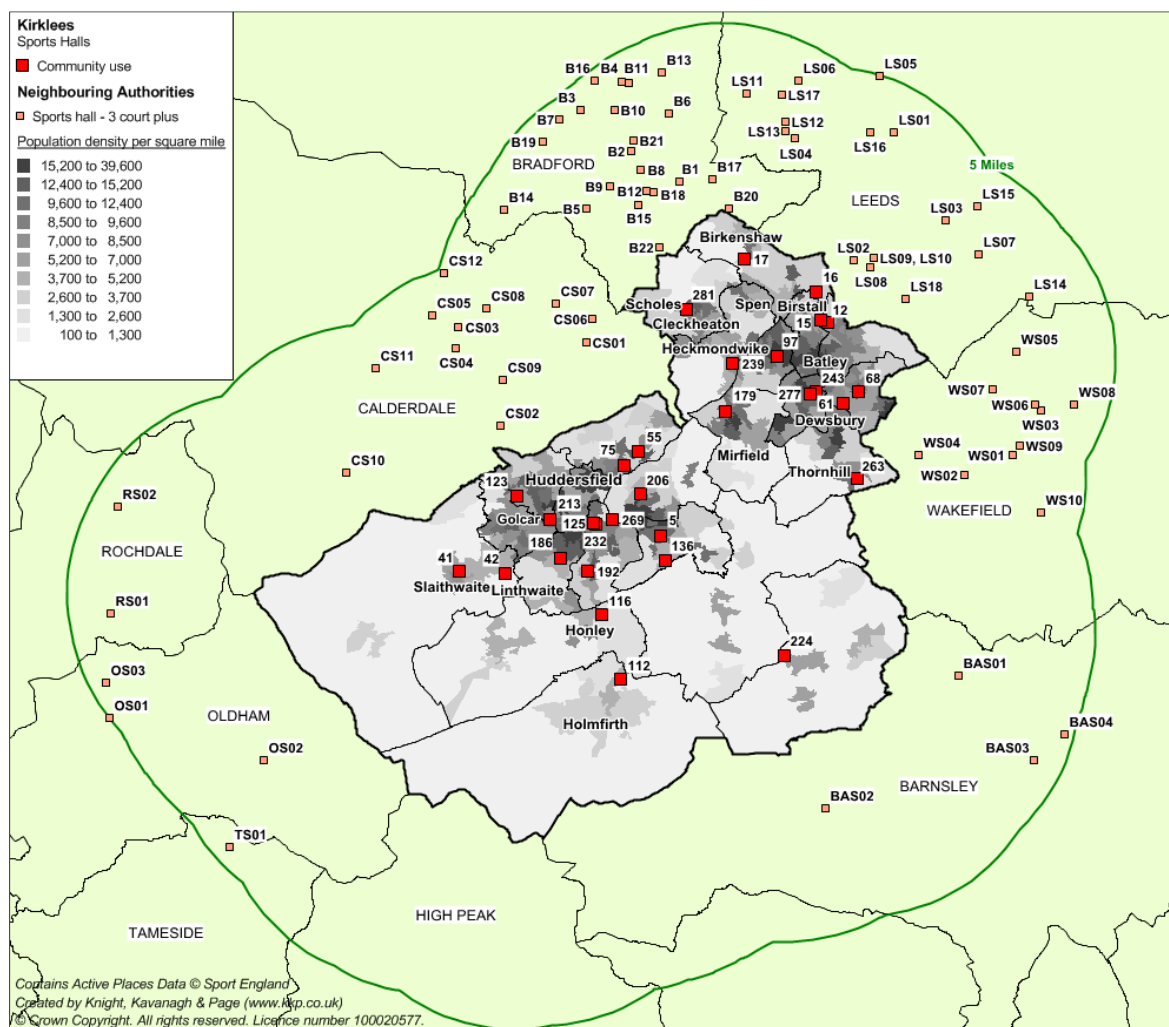 Kirklees
Sports Halls
Community use
Neighbouring Authorities
Sports hall - 3 court plus
Population density per square mile
15,200 to 39,600
12,400 to 15,200
9,600 to 12,400
8,500 to 9,600
7,000 to 8,500
5,200 to 7,000
3,700 to 5,200
2,600 to 3,700
1,300 to 2,600
100 to 1,300
B16
B4
B11
B13
B3
B10
B6
B7
B19
B21
BRADFORD
B2
B8
B1
B17
B9
B12
B18
B14
B5
B15
B20
B22
LS11
LS06
LS05
LS17
LS12
LS13
LS04
LS16
LS01
5 Miles
LEEDS
LS15
LS03
LS02
LS09, LS10
LS07
LS08
LS18
LS14
CS12
CS05
CS08
CS07
CS03
CS06
CS04
CS01
CS11
CS09
CALDERDALE
CS02
CS10
Birkenshaw
17
16
Scholes
281
Spen
Birstall
12
Cleckheaton
15
Heckmondwike
97
239
Batley
243
68
179
277
61
Dewsbury
Mirfield
Thornhill
263
WS05
WS07
WS06
WS08
WS03
WS04
WS01
WS09
WS02
WAKEFIELD
WS10
55
75
Huddersfield
123
206
213
Golcar
125
269
5
186
232
136
41
42
192
Slaithwaite
Linthwaite
116
Honley
224
112
Holmfirth
RS02
ROCHDALE
RS01
OS03
OS01
OLDHAM
OS02
TS01
TAMESIDE
HIGH PEAK
BAS01
BAS04
BAS03
BARNSLEY
BAS02
Contains Active Places Data © Sport England
Created by Knight, Kavanagh & Page (www.kkp.co.uk)
© Crown Copyright. All rights reserved. Licence number 100020577.